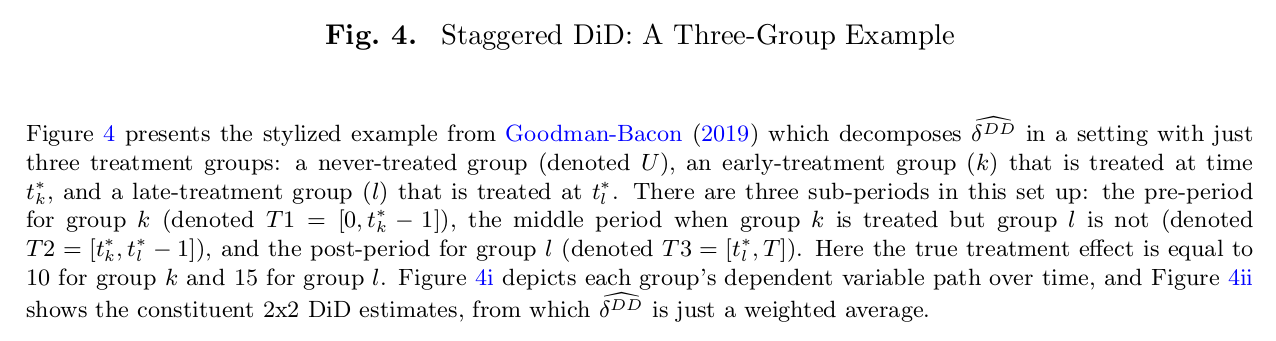 Fig. 4. Staggered DiD: A Three-Group Example
Figure 4 presents the stylized example from Goodman-Bacon (2019) which decomposes $\widehat{\delta^{DD}}$ in a setting with just
three treatment groups: a never-treated group (denoted $U$), an early-treatment group ($k$) that is treated at time
$t_k^*$, and a late-treatment group ($l$) that is treated at $t_l^*$. There are three sub-periods in this set up: the pre-period
for group $k$ (denoted $T1 = [0, t_k^* - 1]$), the middle period when group $k$ is treated but group $l$ is not (denoted
$T2 = [t_k^*, t_l^* - 1]$), and the post-period for group $l$ (denoted $T3 = [t_l^*, T]$). Here the true treatment effect is equal to
10 for group $k$ and 15 for group $l$. Figure 4i depicts each group's dependent variable path over time, and Figure 4ii
shows the constituent 2x2 DiD estimates, from which $\widehat{\delta^{DD}}$ is just a weighted average.